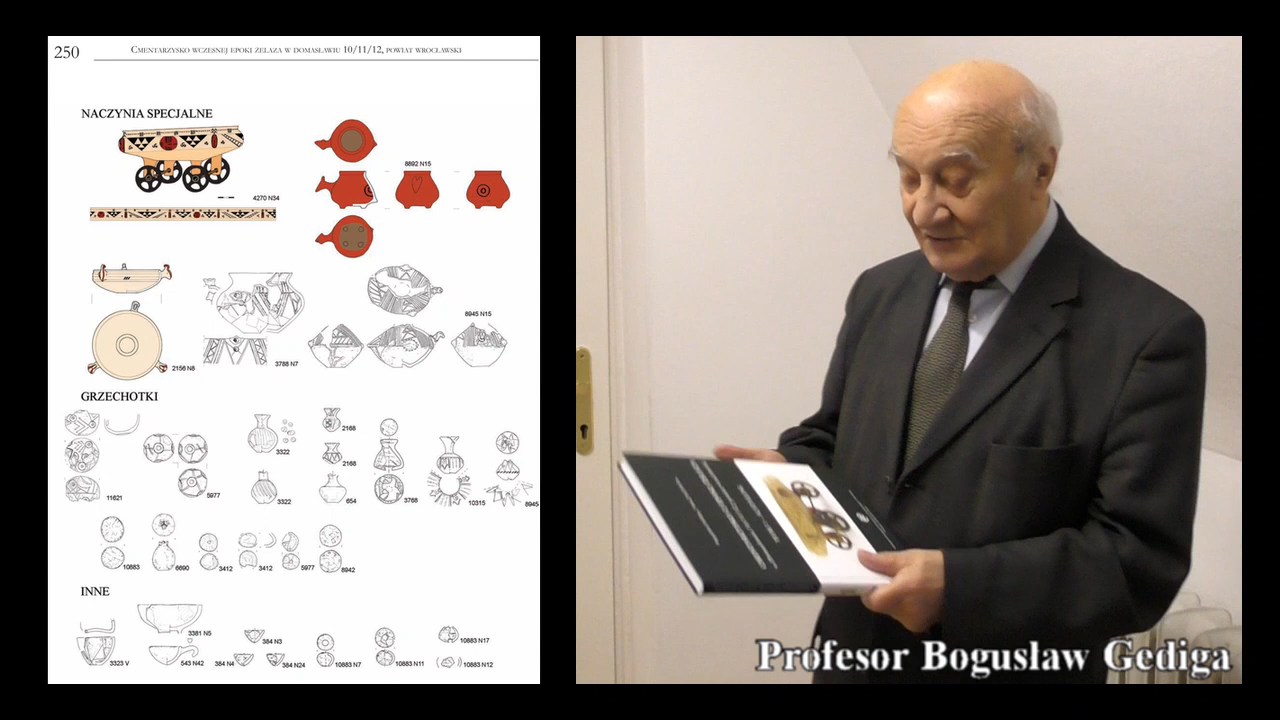 250
Cmentarzysko wczesnej epoki żelaza w Domasławiu 10/11/12, powiat wrocławski
NACZYNIA SPECJALNE
8892 N15
4270 N34
8945 N15
3788 N7
2156 N8
GRZECHOTKI
2168
3322
2168
11621
5977
3322
654
3768
10315
8945
10883
6690
3412
3412
5977
8942
INNE
3381 N5
384 N3
10883 N17
3323 V
543 N42
384 N4
384 N24
10883 N7
10883 N11
10883 N12
Profesor Bogusław Gediga